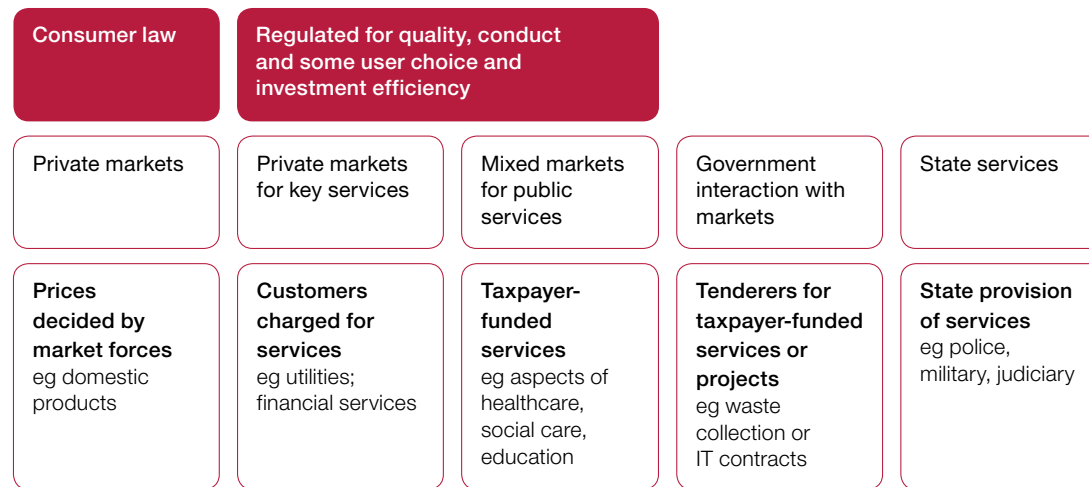 Consumer law
Regulated for quality, conduct
and some user choice and
investment efficiency
Private markets
Private markets
for key services
Mixed markets
for public
services
Government
interaction with
markets
State services
Prices
decided by
market forces
eg domestic
products
Customers
charged for
services
eg utilities;
financial services
Taxpayer-
funded
services
eg aspects of
healthcare,
social care,
education
Tenderers for
taxpayer-funded
services or
projects
eg waste
collection or
IT contracts
State provision
of services
eg police,
military, judiciary